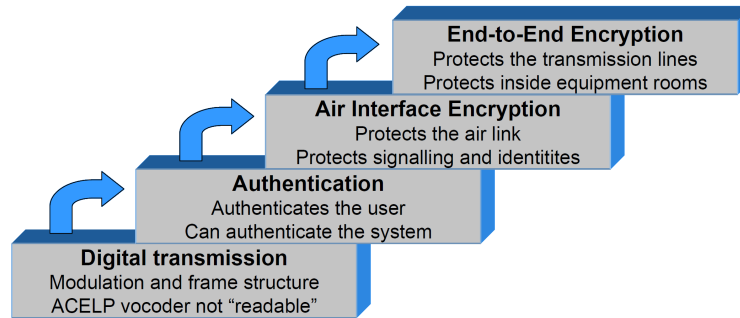 End-to-End Encryption
Protects the transmission lines
Protects inside equipment rooms
Air Interface Encryption
Protects the air link
Protects signalling and identitites
Authentication
Authenticates the user
Can authenticate the system
Digital transmission
Modulation and frame structure
ACELP vocoder not “readable”